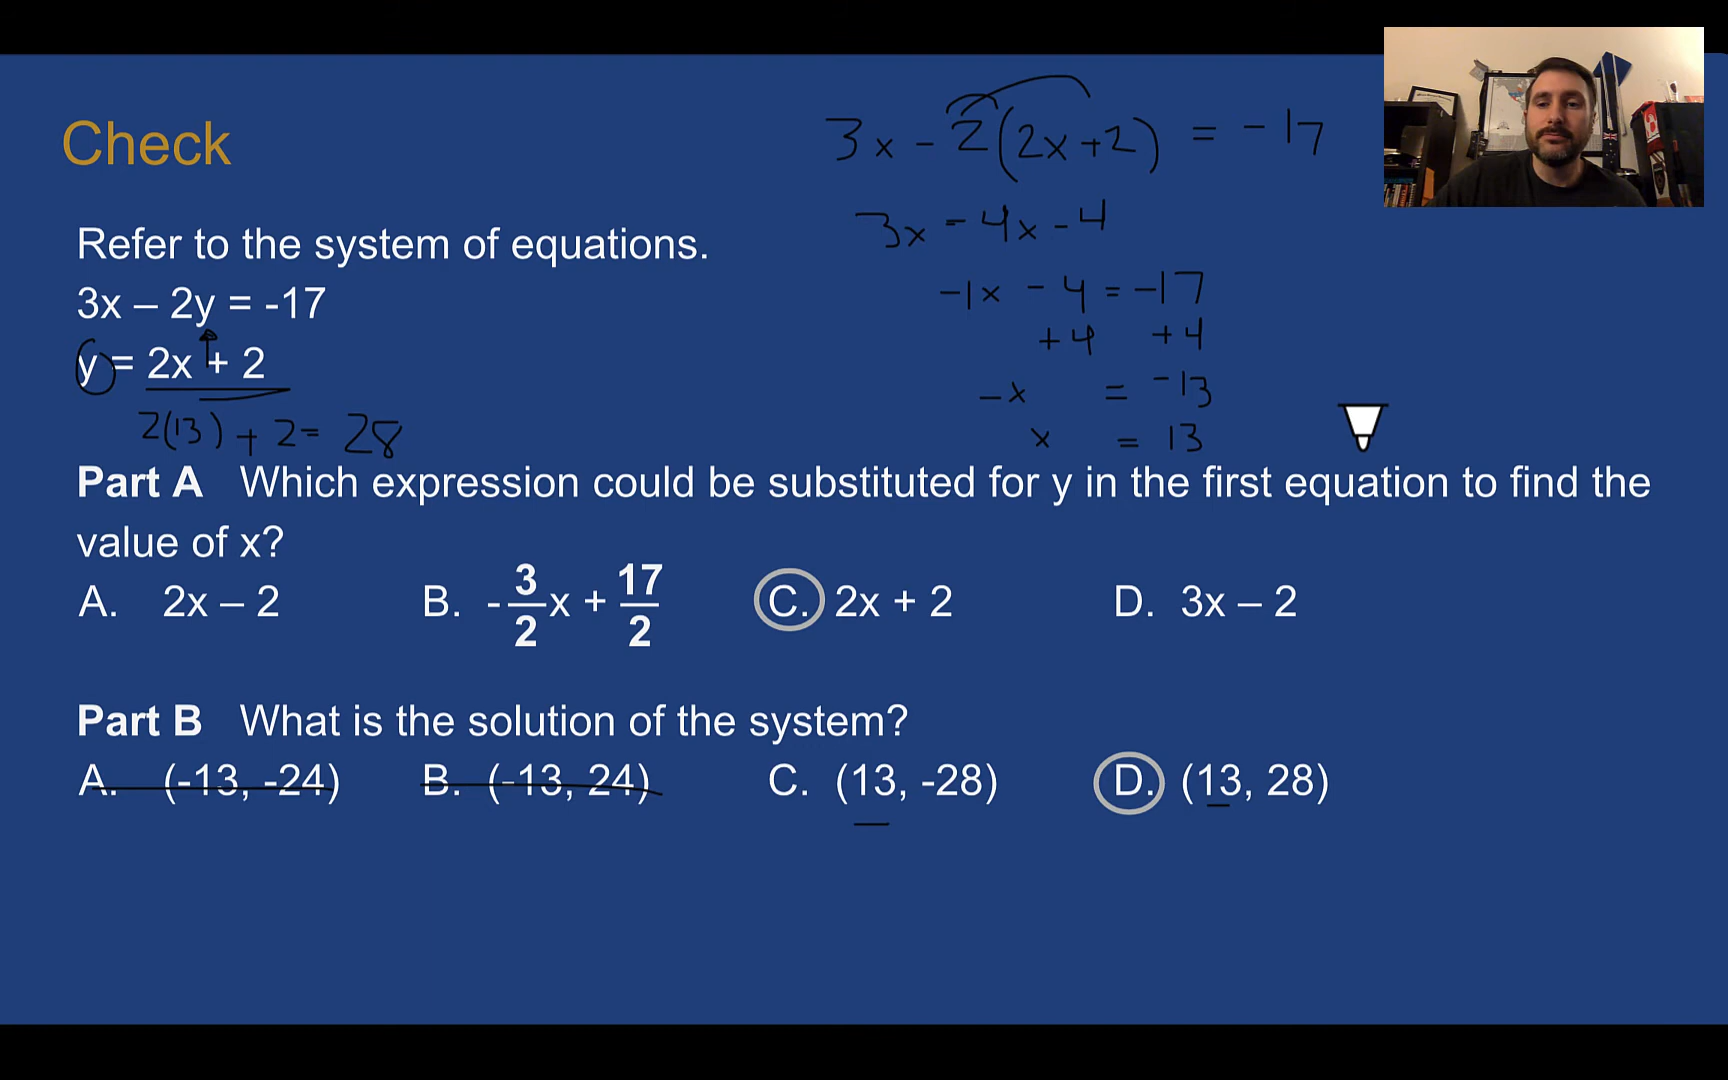 Check
3x - 2(2x+2) = -17
3x - 4x - 4
-1x - 4 = -17
+4 +4
-x = -13
x = 13
Refer to the system of equations.
3x – 2y = -17
y = 2x + 2
2(13) + 2 = 28
Part A Which expression could be substituted for y in the first equation to find the
value of x?
A. 2x – 2 B. -3/2x + 17/2 C. 2x + 2 D. 3x – 2
Part B What is the solution of the system?
A. (-13, -24) B. (-13, 24) C. (13, -28) D. (13, 28)